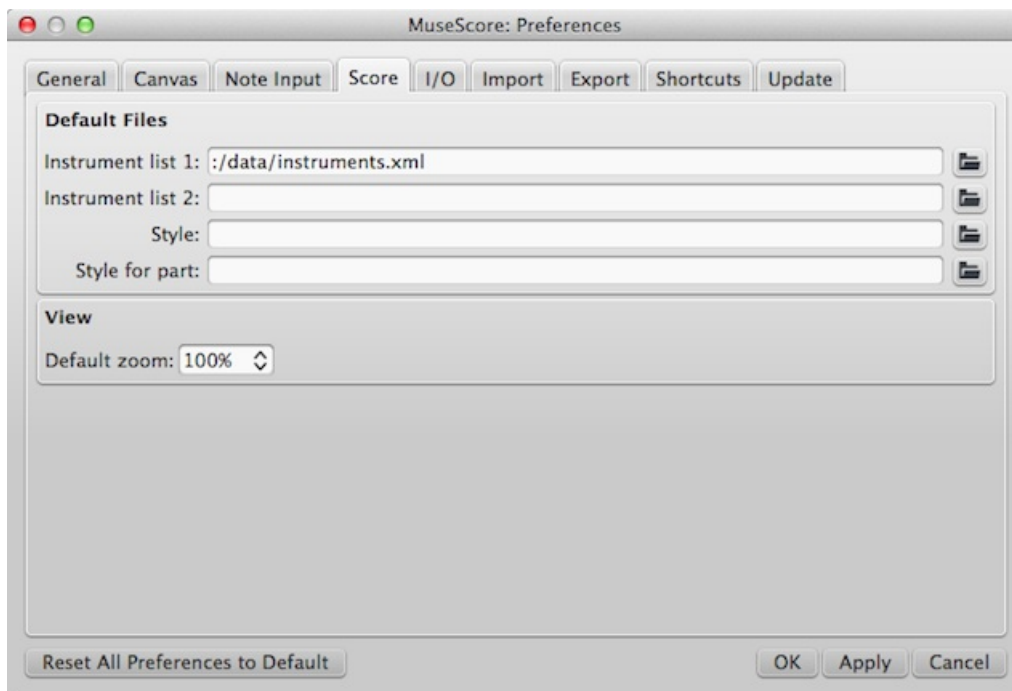 MuseScore: Preferences
General Canvas Note Input Score I/O Import Export Shortcuts Update
Default Files
Instrument list 1: :/data/instruments.xml
Instrument list 2:
Style:
Style for part:
View
Default zoom: 100%
Reset All Preferences to Default OK Apply Cancel